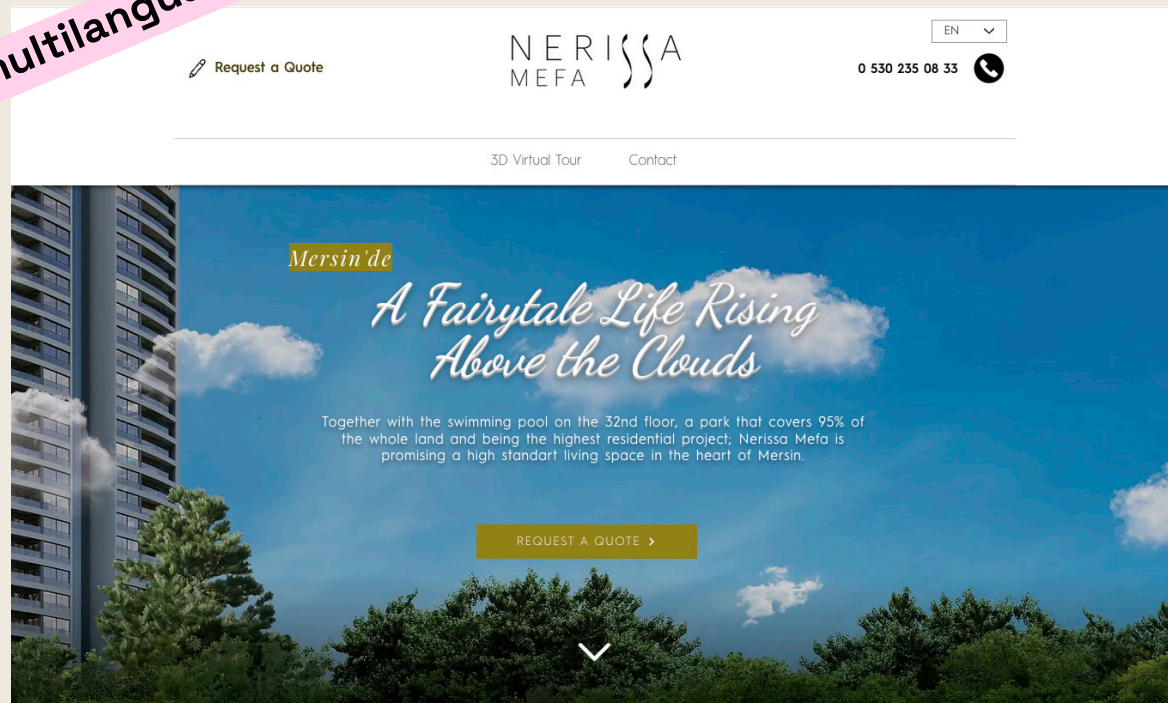 EN
Request a Quote
NERISSA
MEFA
0 530 235 08 33
3D Virtual Tour Contact
Mersin'de
A Fairytale Life Rising
Above the Clouds
Together with the swimming pool on the 32nd floor, a park that covers 95% of
the whole land and being the highest residential project; Nerissa Mefa is
promising a high standart living space in the heart of Mersin.
REQUEST A QUOTE